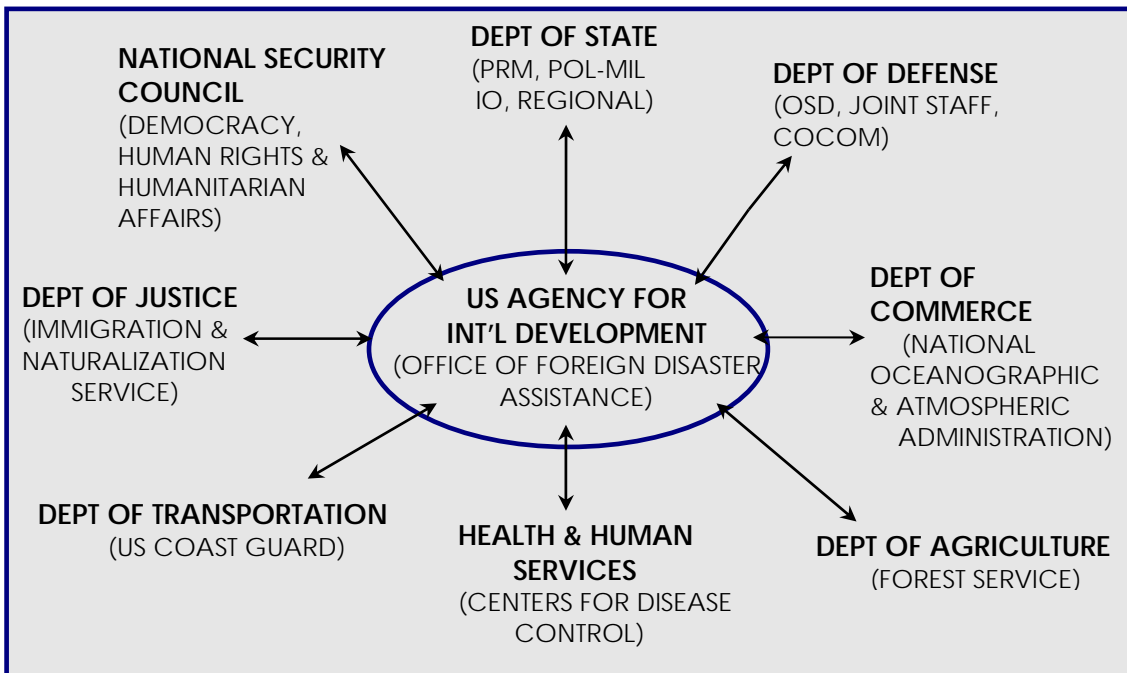 NATIONAL SECURITY
COUNCIL
(DEMOCRACY,
HUMAN RIGHTS &
HUMANITARIAN
AFFAIRS)
DEPT OF STATE
(PRM, POL-MIL
IO, REGIONAL)
DEPT OF DEFENSE
(OSD, JOINT STAFF,
COCOM)
DEPT OF JUSTICE
(IMMIGRATION &
NATURALIZATION
SERVICE)
US AGENCY FOR
INT'L DEVELOPMENT
(OFFICE OF FOREIGN DISASTER
ASSISTANCE)
DEPT OF
COMMERCE
(NATIONAL
OCEANOGRAPHIC
& ATMOSPHERIC
ADMINISTRATION)
DEPT OF TRANSPORTATION
(US COAST GUARD)
HEALTH & HUMAN
SERVICES
(CENTERS FOR DISEASE
CONTROL)
DEPT OF AGRICULTURE
(FOREST SERVICE)